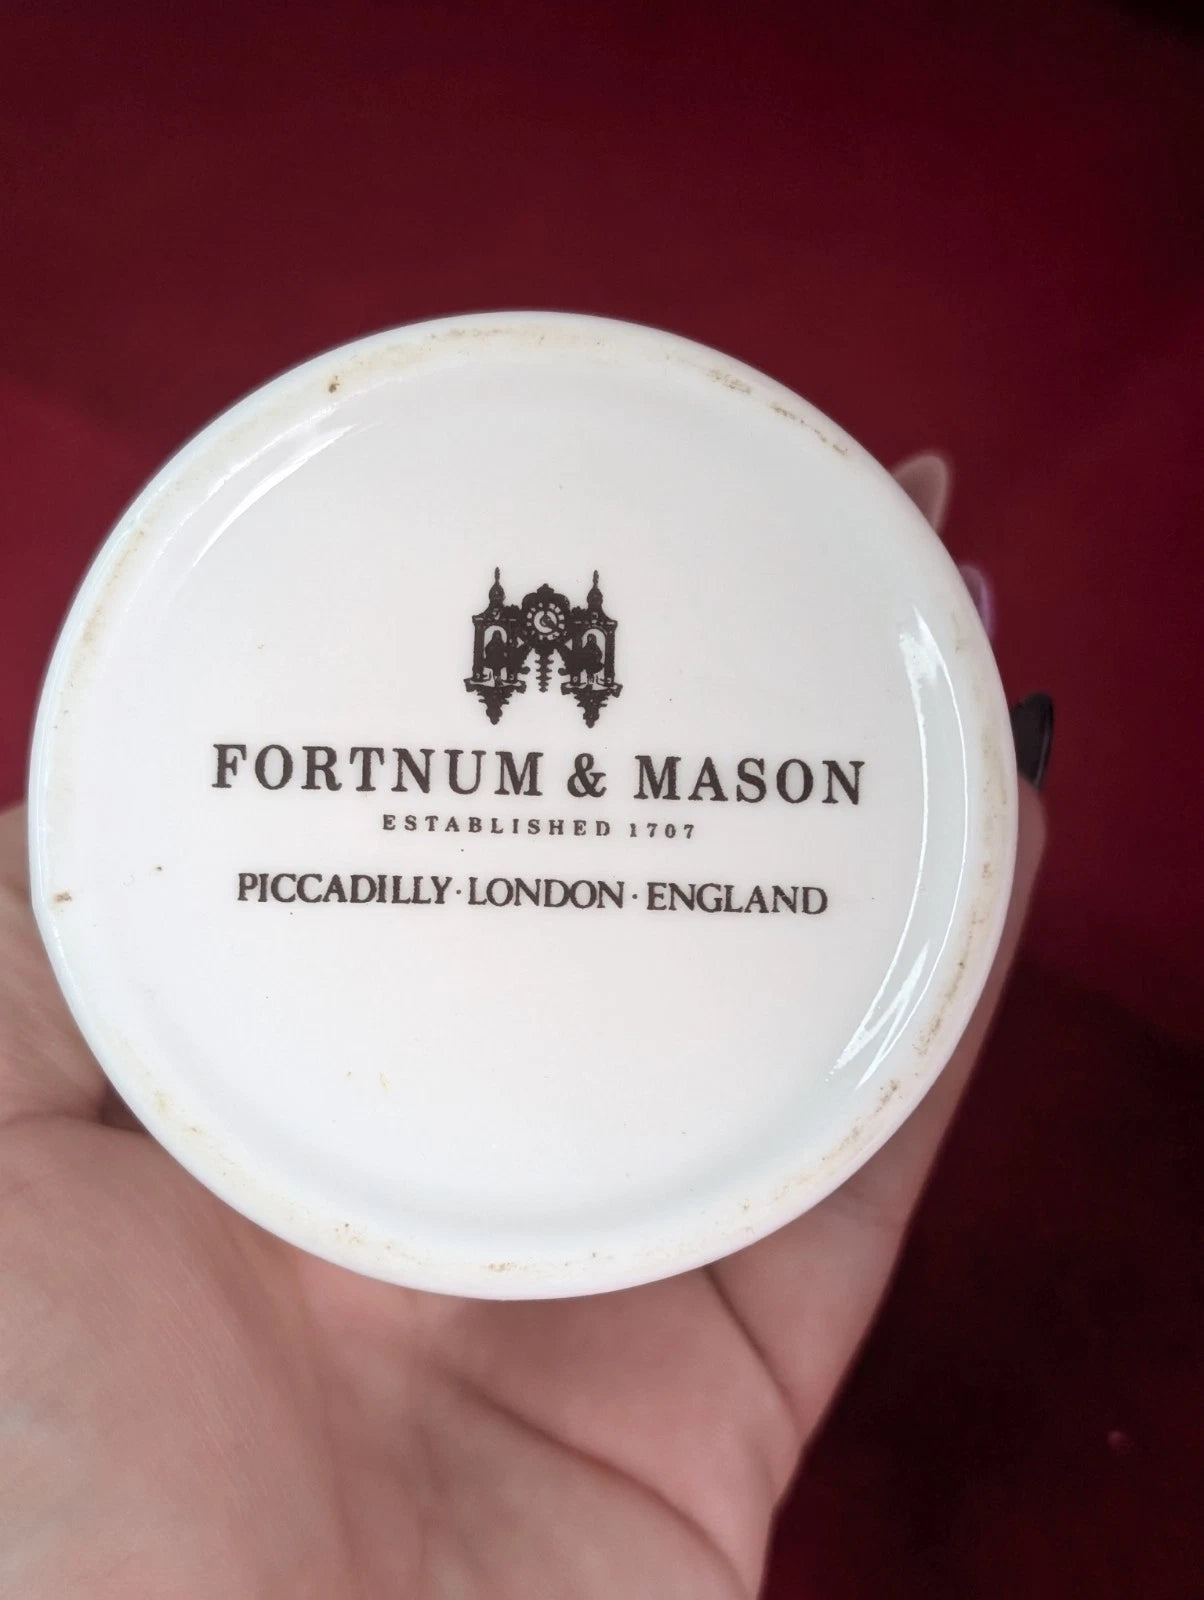 FORTNUM & MASON
ESTABLISHED 1707
PICCADILLY · LONDON · ENGLAND